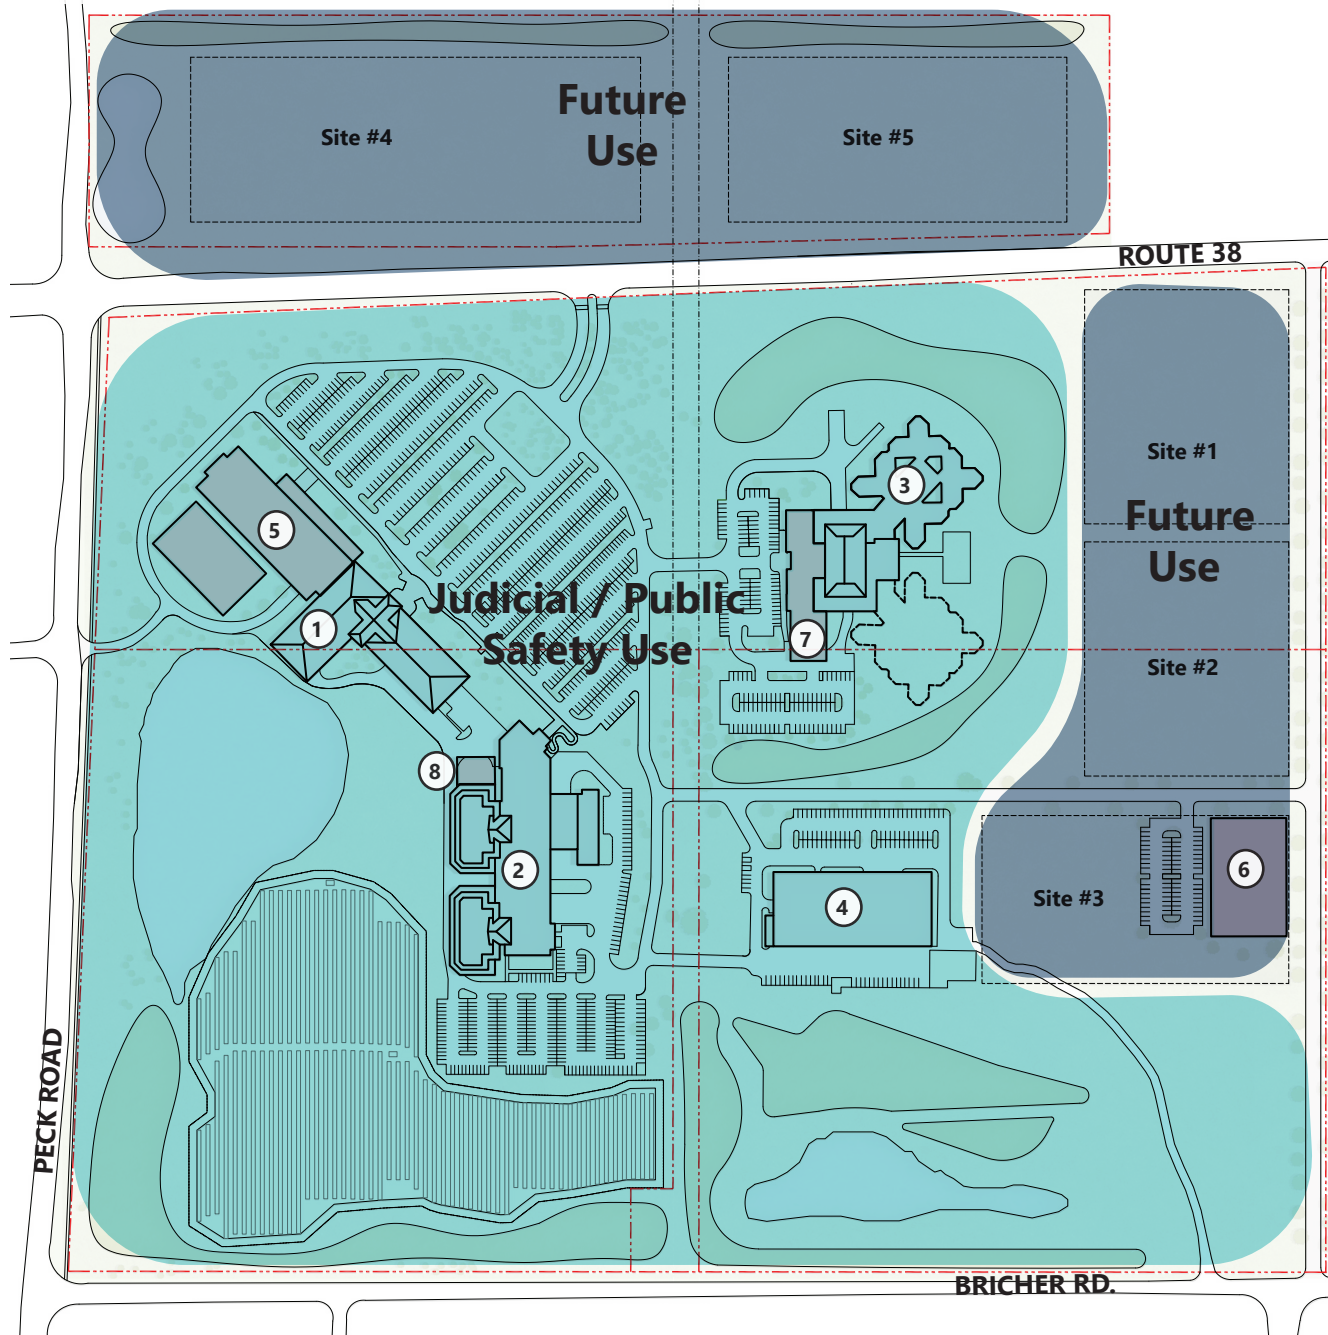 Future
Use
Site #4
Site #5
ROUTE 38
Site #1
3
Future
Use
5
Judicial / Public
Safety Use
1
7
Site #2
8
2
6
4
Site #3
PECK ROAD
BRICHER RD.